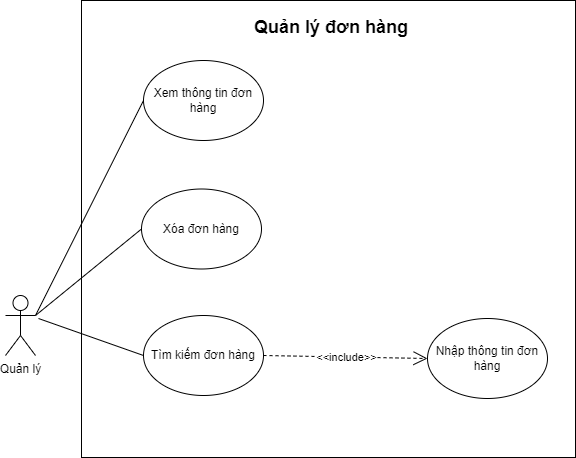 Quản lý đơn hàng
Xem thông tin đơn
hàng
Xóa đơn hàng
Quản lý
Tìm kiếm đơn hàng
<<include>>
Nhập thông tin đơn
hàng